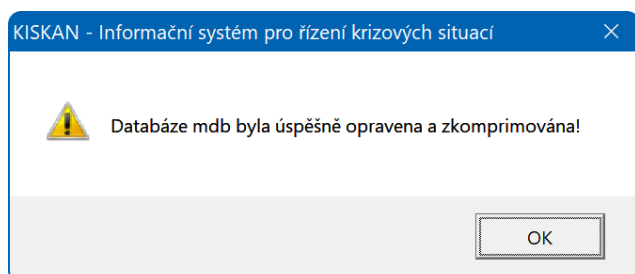 KISKAN - Informační systém pro řízení krizových situací
Databáze mdb byla úspěšně opravena a zkomprimována!
OK